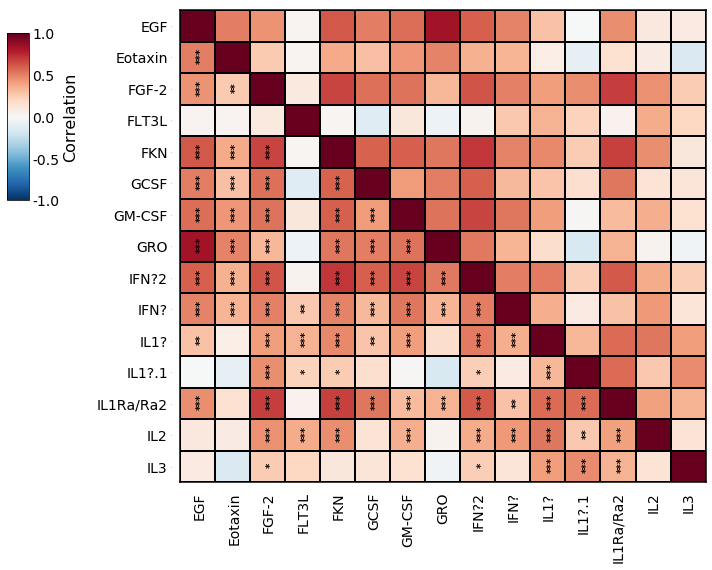 1.0
0.5
0.0
-0.5
-1.0
Correlation
EGF
Eotaxin
***
FGF-2
*** **
FLT3L
FKN
*** *** ***
GCSF
*** *** *** ***
GM-CSF
*** *** *** *** ***
GRO
*** *** *** *** *** ***
IFN?2
*** *** *** *** *** *** ***
IFN?
*** *** *** ** *** *** *** *** ***
IL1?
** *** *** *** ** *** *** ***
IL1?.1
*** * * * ***
IL1Ra/Ra2
*** *** *** *** *** *** *** ** *** ***
IL2
*** *** *** *** *** *** *** ** ***
IL3
* * *** *** ***
EGF
Eotaxin
FGF-2
FLT3L
FKN
GCSF
GM-CSF
GRO
IFN?2
IFN?
IL1?
IL1?.1
IL1Ra/Ra2
IL2
IL3